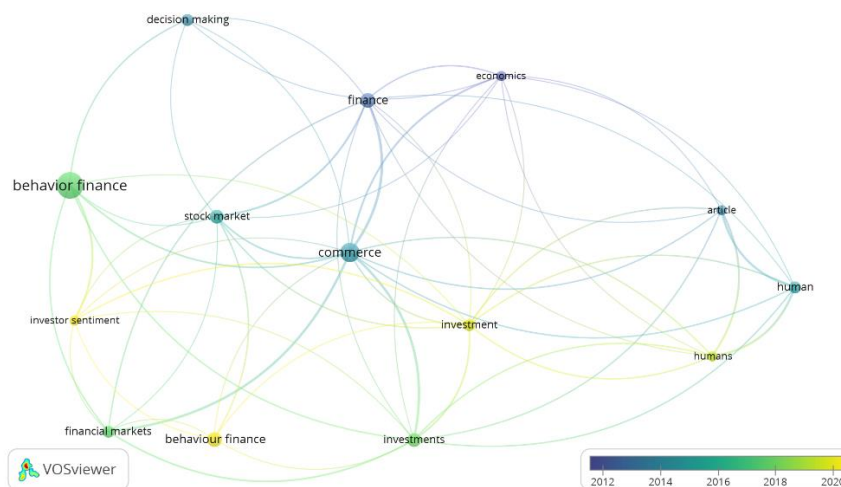 decision making
economics
finance
behavior finance
stock market
article
commerce
human
investor sentiment
investment
humans
financial markets
behaviour finance
investments
VOSviewer
2012 2014 2016 2018 2020